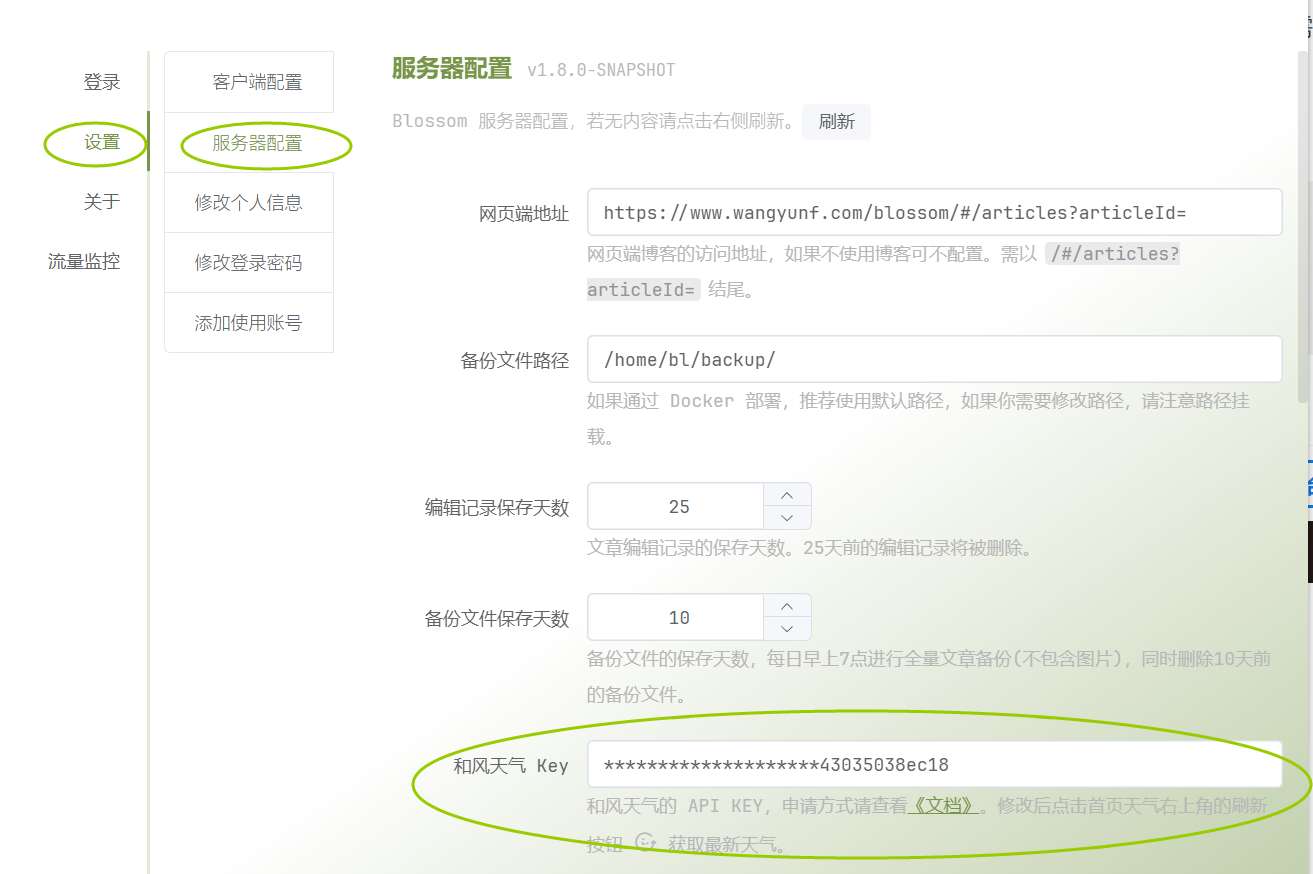 登录
设置
关于
流量监控
客户端配置
服务器配置
修改个人信息
修改登录密码
添加使用账号
服务器配置 v1.8.0-SNAPSHOT
Blossom 服务器配置，若无内容请点击右侧刷新。 刷新
网页端地址 https://www.wangyunf.com/blossom/#/articles?articleId=
网页端博客的访问地址，如果不使用博客可不配置。需以 /#/articles?
articleId= 结尾。
备份文件路径 /home/bl/backup/
如果通过 Docker 部署，推荐使用默认路径，如果你需要修改路径，请注意路径挂
载。
编辑记录保存天数 25
文章编辑记录的保存天数。25天前的编辑记录将被删除。
备份文件保存天数 10
备份文件的保存天数，每日早上7点进行全量文章备份(不包含图片)，同时删除10天前
的备份文件。
和风天气 Key ********************43035038ec18
和风天气的 API KEY，申请方式请查看《文档》。修改后点击首页天气右上角的刷新
按钮 获取最新天气。